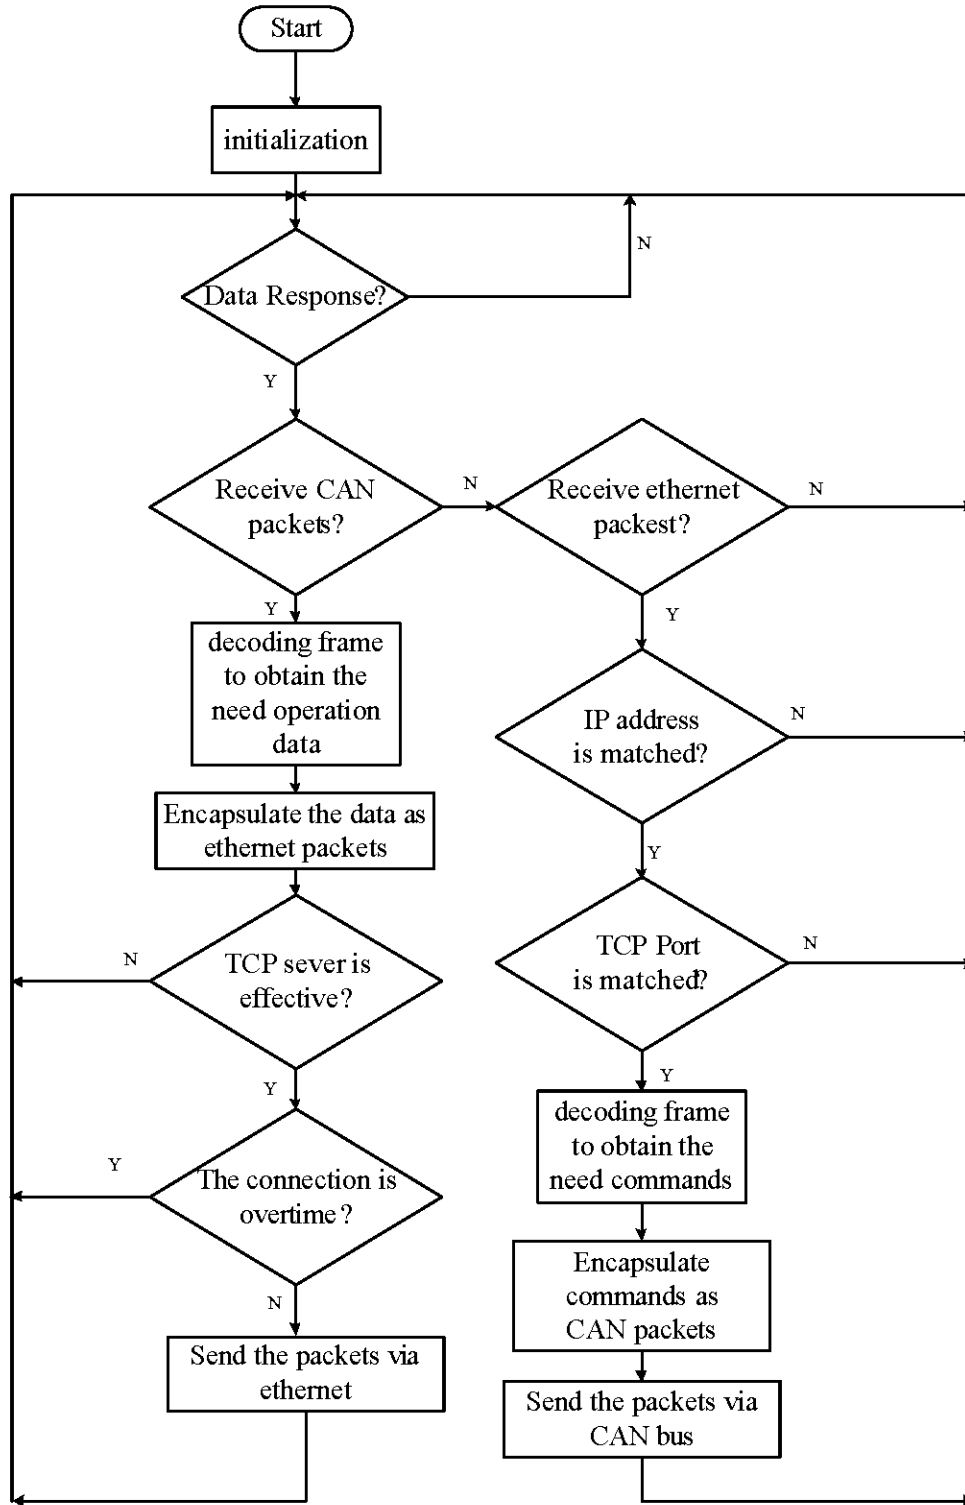 Start
initialization
N
Data Response?
Y
Receive CAN
packets?
N
Receive ethernet
packest?
N
Y
Y
decoding frame
to obtain the
need operation
data
IP address
is matched?
N
Encapsulate the data as
ethernet packets
Y
N
TCP sever is
effective?
TCP Port
is matched?
N
Y
Y
decoding frame
to obtain the
need commands
Y
The connection is
overtime?
Encapsulate
commands as
CAN packets
N
Send the packets via
ethernet
Send the packets via
CAN bus